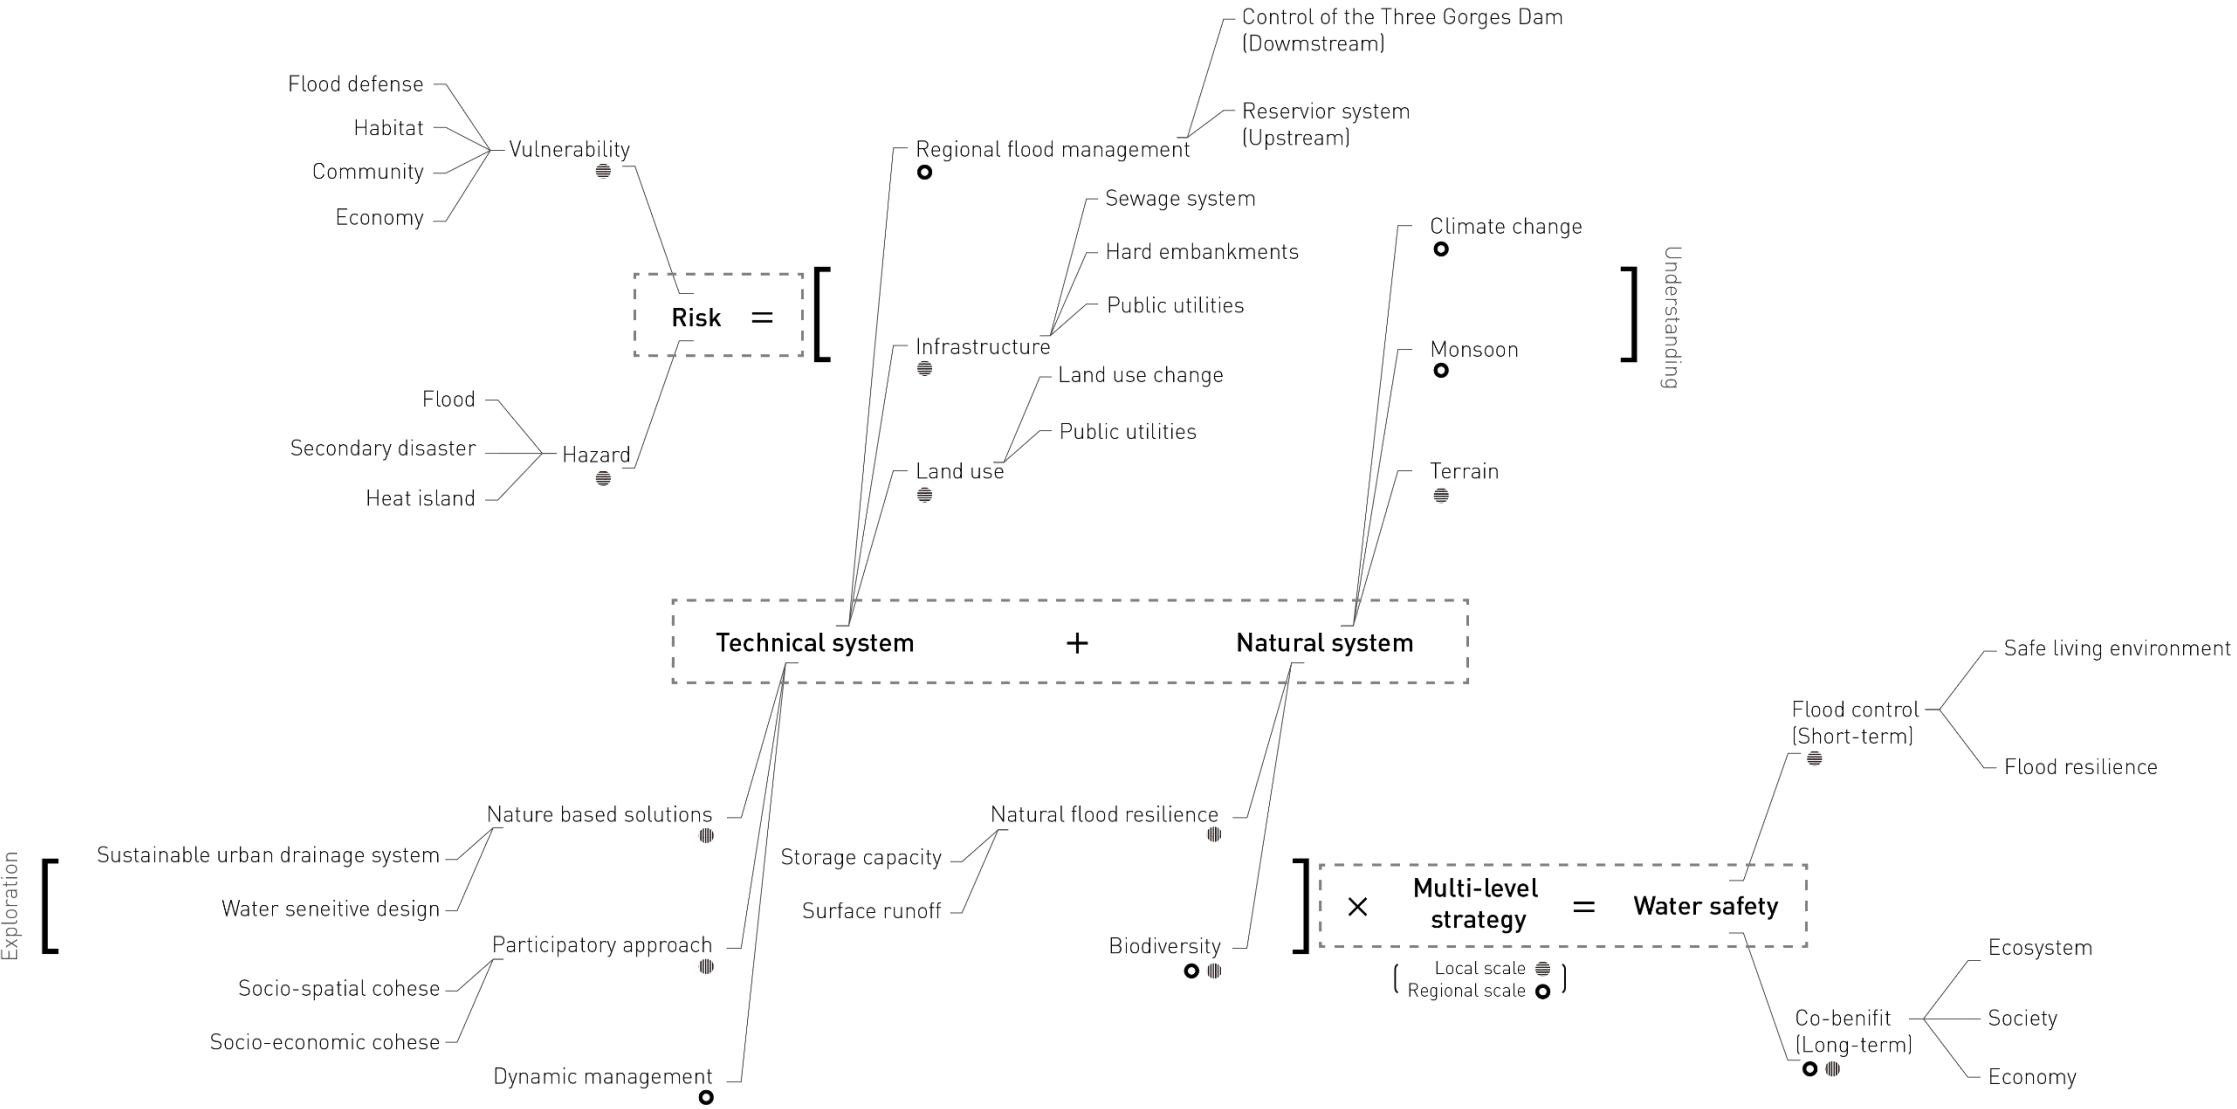 Control of the Three Gorges Dam
(Dowmstream)
Reservior system
(Upstream)
Flood defense
Habitat
Community
Economy
Vulnerability
Regional flood management
Sewage system
Hard embankments
Public utilities
Climate change
Understanding
Risk =
Infrastructure
Monsoon
Land use change
Public utilities
Flood
Secondary disaster
Heat island
Hazard
Land use
Terrain
Technical system + Natural system
Safe living environment
Flood control
(Short-term)
Flood resilience
Nature based solutions
Sustainable urban drainage system
Water seneitive design
Natural flood resilience
Storage capacity
Surface runoff
Exploration
Participatory approach
Socio-spatial cohese
Socio-economic cohese
Dynamic management
Biodiversity
× Multi-level
strategy = Water safety
Local scale
Regional scale
Ecosystem
Co-benifit
(Long-term)
Society
Economy